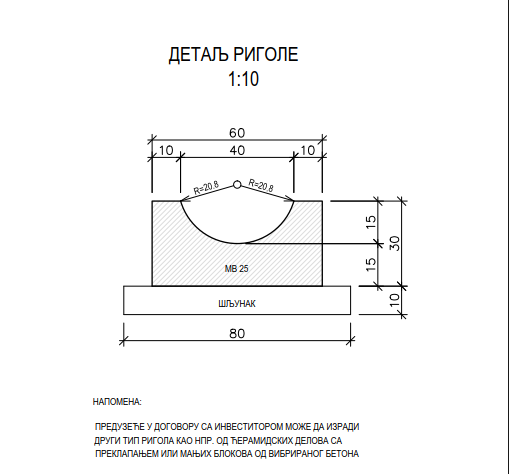 ДЕТАЉ РИГОЛЕ
1:10
60
10 40 10
R=20.8 R=20.8
15
30
15
МВ 25
10
ШЉУНАК
80
НАПОМЕНА:
ПРЕДУЗЕЋЕ У ДОГОВОРУ СА ИНВЕСТИТОРОМ МОЖЕ ДА ИЗРАДИ
ДРУГИ ТИП РИГОЛА КАО НПР. ОД ЋЕРАМИДСКИХ ДЕЛОВА СА
ПРЕКЛАПАЊЕМ ИЛИ МАЊИХ БЛОКОВА ОД ВИБРИРАНОГ БЕТОНА